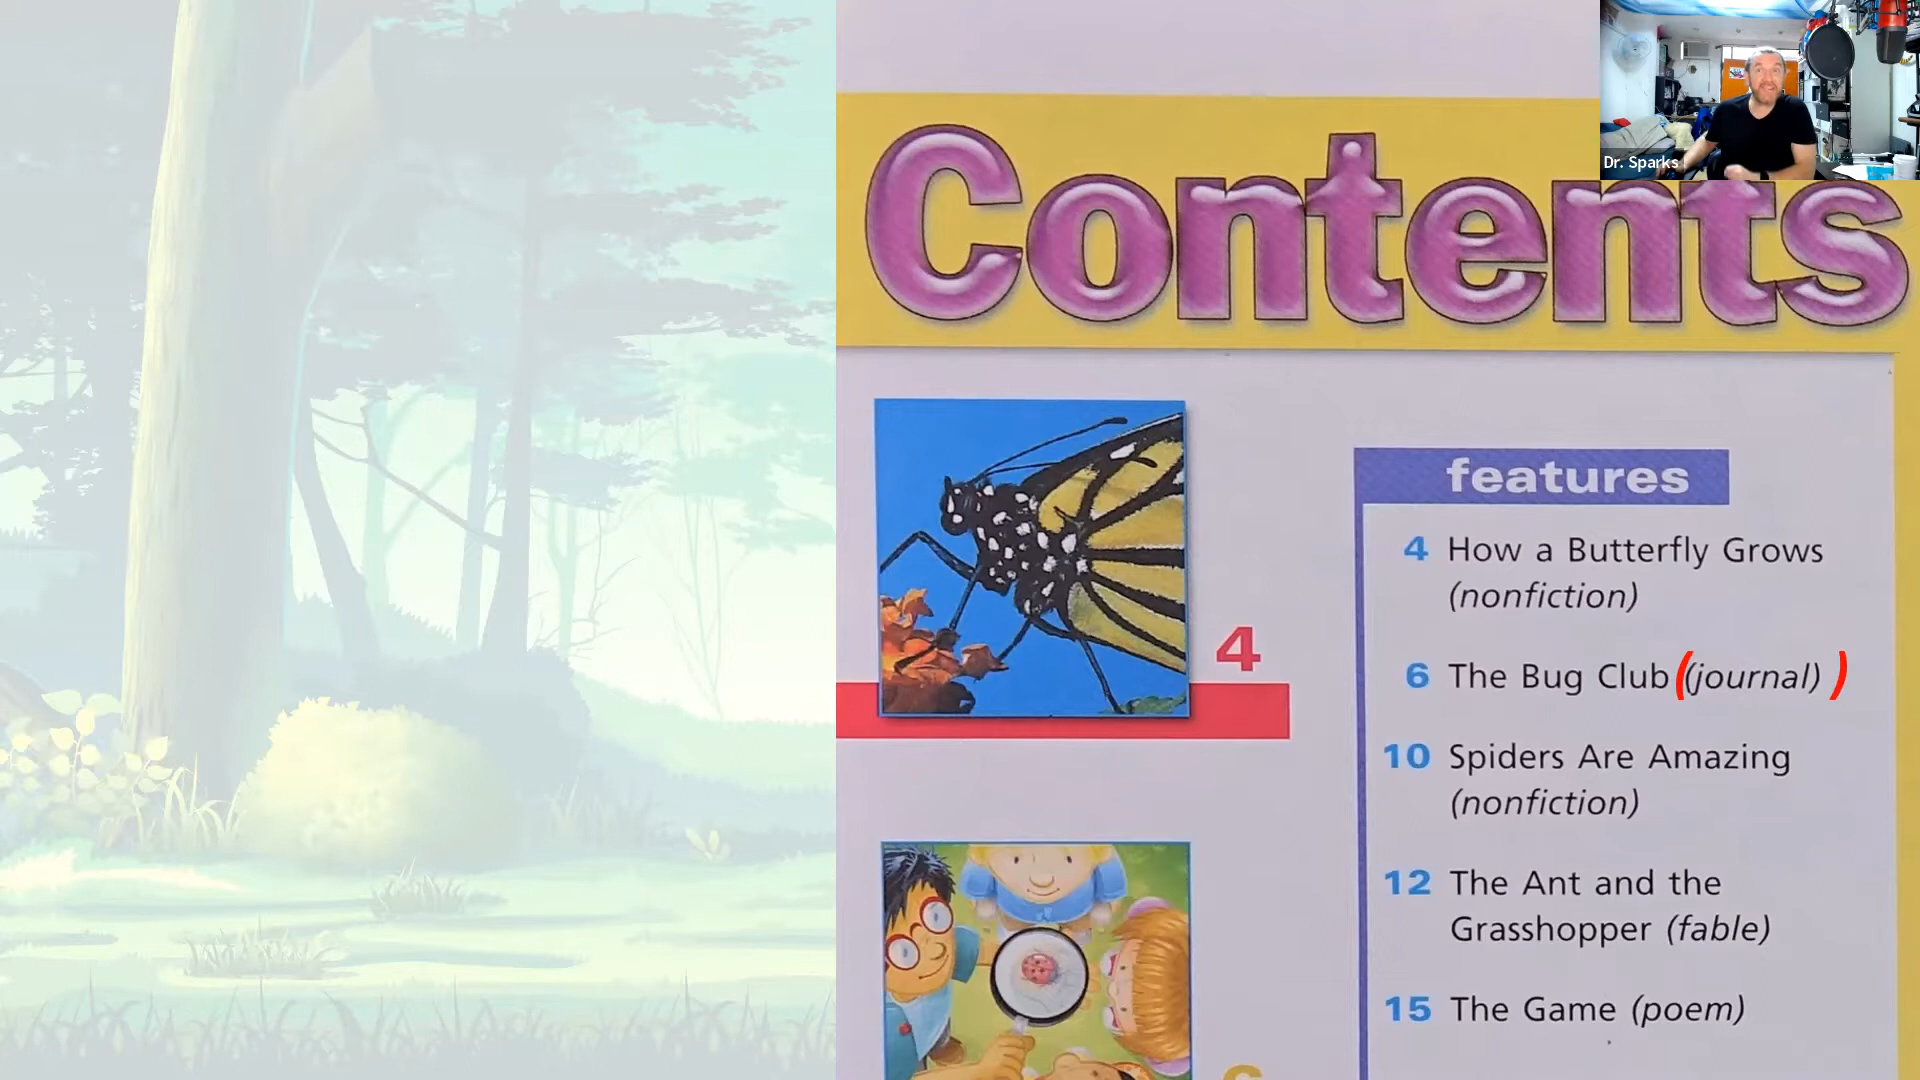 Dr. Sparks
Contents
features
4 How a Butterfly Grows
(nonfiction)
4
6 The Bug Club ((journal) )
10 Spiders Are Amazing
(nonfiction)
12 The Ant and the
Grasshopper (fable)
15 The Game (poem)